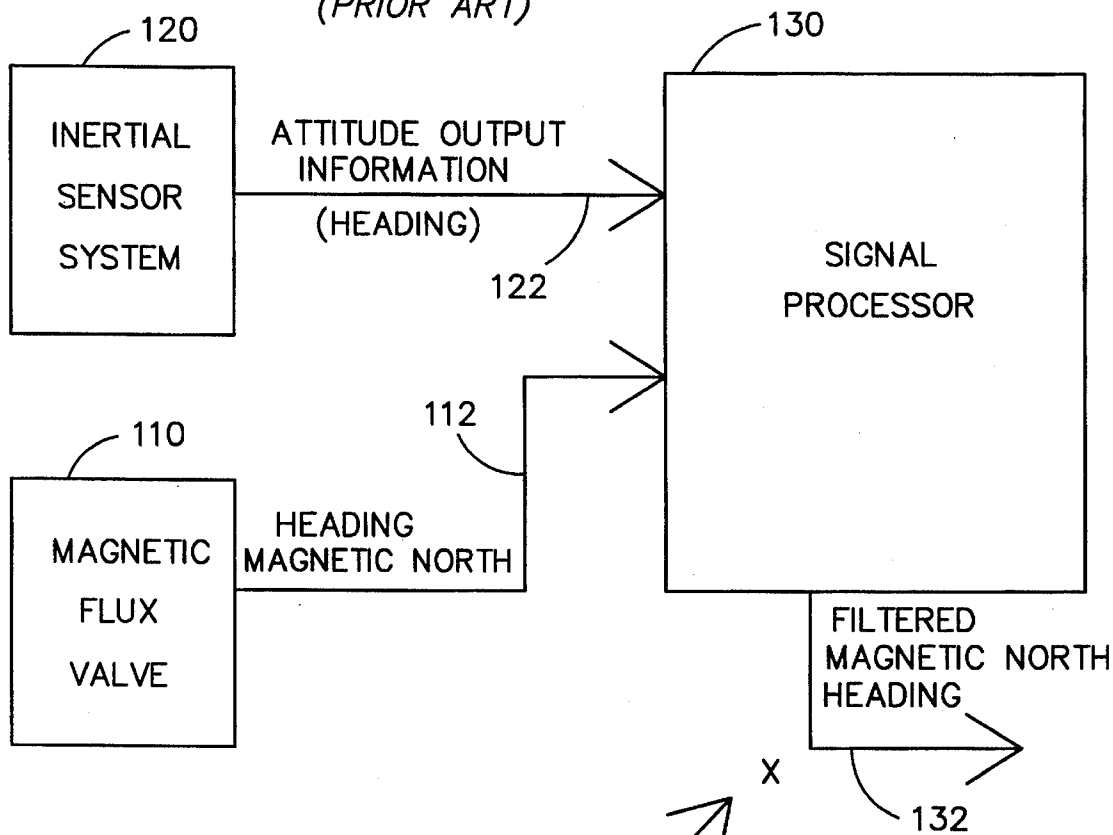 (PRIOR ART)
120
130
INERTIAL
SENSOR
SYSTEM
ATTITUDE OUTPUT
INFORMATION
(HEADING)
122
SIGNAL
PROCESSOR
110
112
MAGNETIC
FLUX
VALVE
HEADING
MAGNETIC NORTH
FILTERED
MAGNETIC NORTH
HEADING
X
132